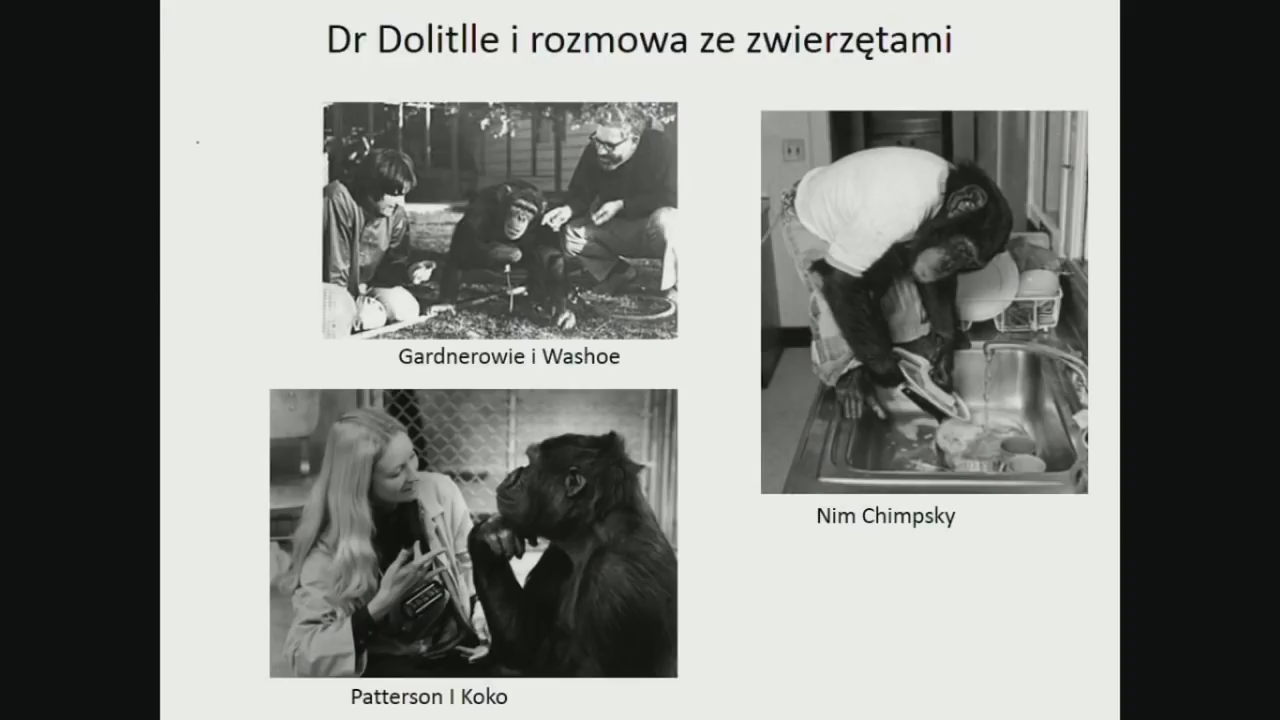 Dr Dolitlle i rozmowa ze zwierzętami
Gardnerowie i Washoe
Nim Chimpsky
Patterson I Koko